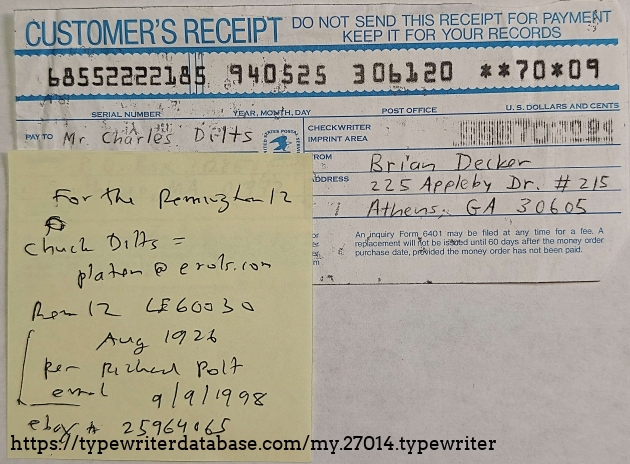 CUSTOMER'S RECEIPT
DO NOT SEND THIS RECEIPT FOR PAYMENT
KEEP IT FOR YOUR RECORDS
68552222185 940525 306120 **70*09
SERIAL NUMBER YEAR, MONTH, DAY POST OFFICE U.S. DOLLARS AND CENTS
PAY TO Mr. Charles Dilts
CHECKWRITER
IMPRINT AREA
FROM Brian Decker
ADDRESS 225 Appleby Dr. # 215
Athens, GA 30605
An inquiry Form 6401 may be filed at any time for a fee. A
replacement will not be issued until 60 days after the money order
purchase date, provided the money order has not been paid.
For the Remington 12
Chuck Dilts =
platen @ erols.com
Rem 12 LE60030
Aug 1926
per Richard Polt
email 9/9/1998
ebay # 25964065
https://typewriterdatabase.com/my.27014.typewriter